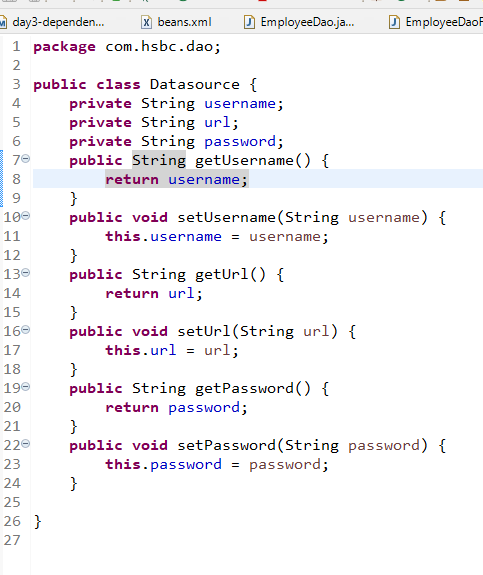 day3-dependen... beans.xml EmployeeDao.ja... EmployeeDaoF
1 package com.hsbc.dao;
2
3 public class Datasource {
4 private String username;
5 private String url;
6 private String password;
7 public String getUsername() {
8 return username;
9 }
10 public void setUsername(String username) {
11 this.username = username;
12 }
13 public String getUrl() {
14 return url;
15 }
16 public void setUrl(String url) {
17 this.url = url;
18 }
19 public String getPassword() {
20 return password;
21 }
22 public void setPassword(String password) {
23 this.password = password;
24 }
25
26 }
27